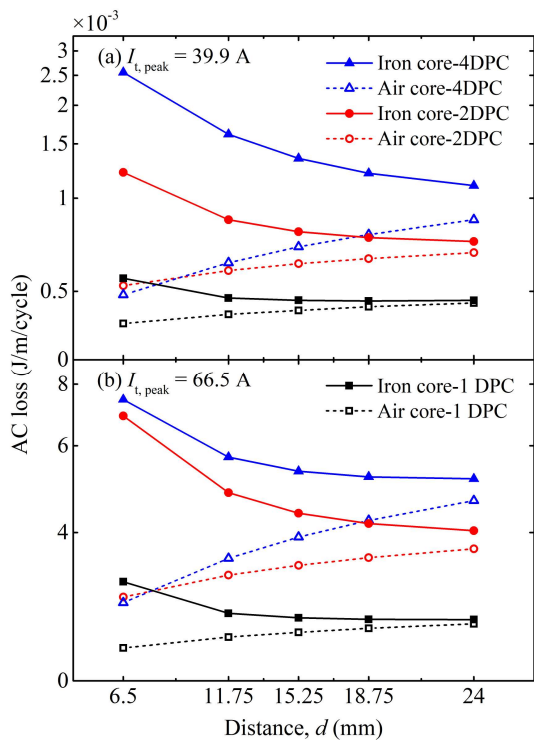 ×10⁻³
(a) I t, peak = 39.9 A
Iron core-4DPC
Air core-4DPC
Iron core-2DPC
Air core-2DPC
3
2.5
2
1.5
1
0.5
0
AC loss (J/m/cycle)
(b) I t, peak = 66.5 A
Iron core-1 DPC
Air core-1 DPC
8
6
4
0
6.5 11.75 15.25 18.75 24
Distance, d (mm)